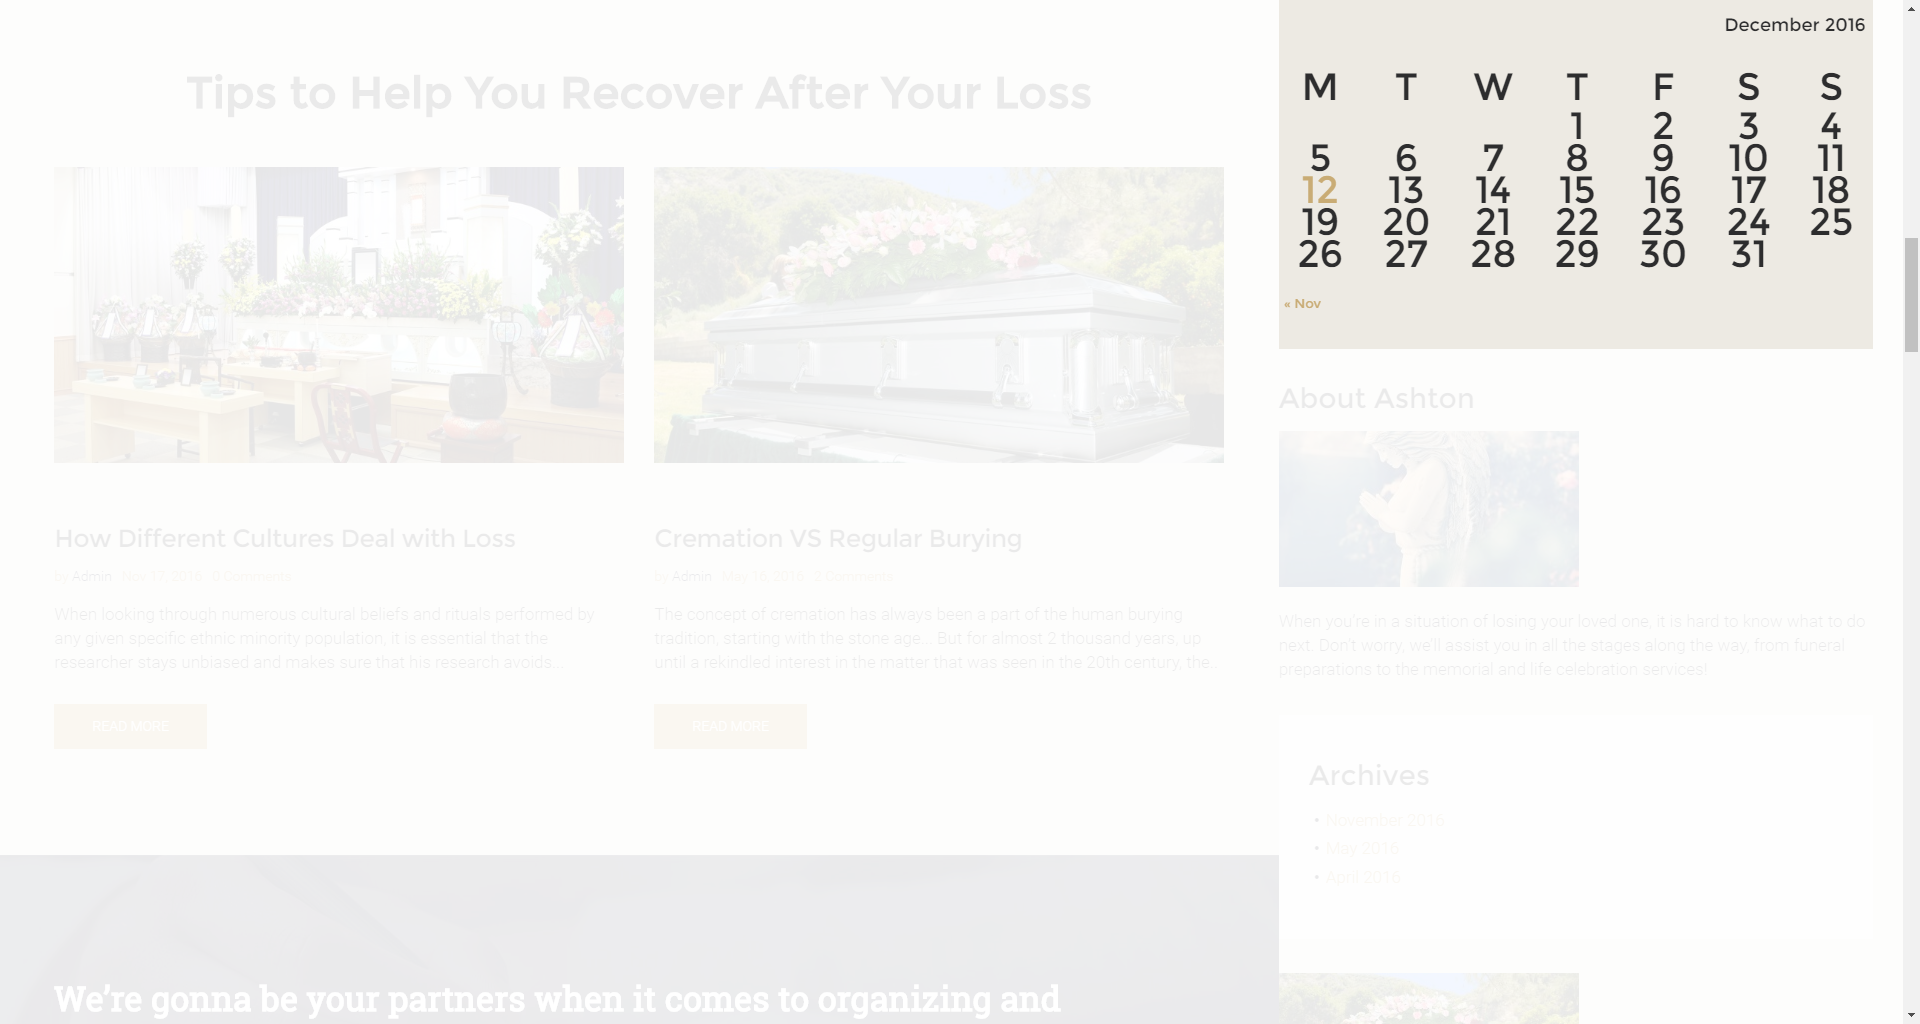 Tips to Help You Recover After Your Loss
How Different Cultures Deal with Loss
by Admin Nov 17, 2016 0 Comments
When looking through numerous cultural beliefs and rituals performed by
any given specific ethnic minority population, it is essential that the
researcher stays unbiased and makes sure that his research avoids...
READ MORE
Cremation VS Regular Burying
by Admin May 16, 2016 2 Comments
The concept of cremation has always been a part of the human burying
tradition, starting with the stone age... But for almost 2 thousand years, up
until a rekindled interest in the matter that was seen in the 20th century, the...
READ MORE
We’re gonna be your partners when it comes to organizing and
December 2016
M T W T F S S
1 2 3 4
5 6 7 8 9 10 11
12 13 14 15 16 17 18
19 20 21 22 23 24 25
26 27 28 29 30 31
« Nov
About Ashton
When you're in a situation of losing your loved one, it is hard to know what to do
next. Don't worry, we'll assist you in all the stages along the way, from funeral
preparations to the memorial and life celebration services!
Archives
• November 2016
• May 2016
• April 2016